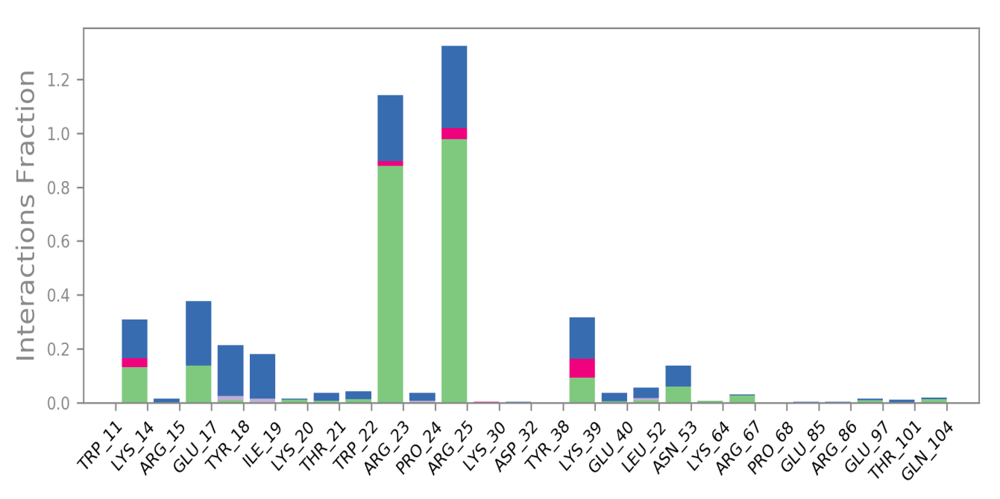 Interactions Fraction
1.2
1.0
0.8
0.6
0.4
0.2
0.0
TRP_11
LYS_14
ARG_15
GLU_17
TYR_18
ILE_19
LYS_20
THR_21
TRP_22
ARG_23
PRO_24
ARG_25
LYS_30
ASP_32
TYR_38
LYS_39
GLU_40
LEU_52
ASN_53
LYS_64
ARG_67
PRO_68
GLU_85
ARG_86
GLU_97
THR_101
GLN_104